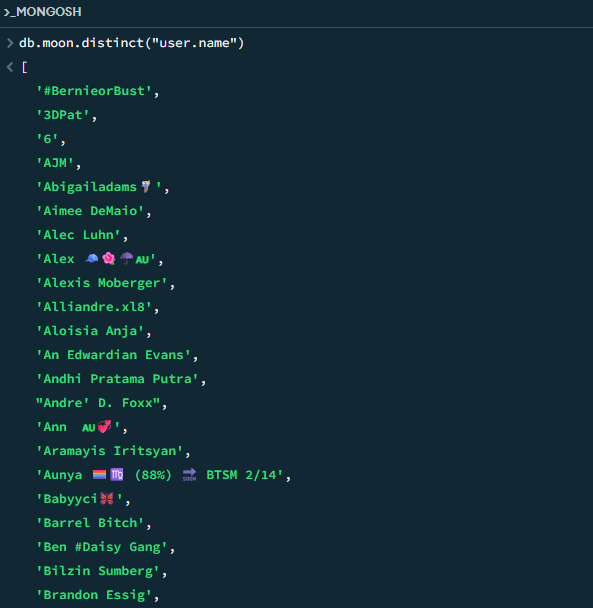 >_MONGOSH
> db.moon.distinct("user.name")
< [
'#BernieorBust',
'3DPat',
'6',
'AJM',
'Abigailadams🧚🏻‍♀️',
'Aimee DeMaio',
'Alec Luhn',
'Alex 🧢🌺☂️ᴀᴜ',
'Alexis Moberger',
'Alliandre.xl8',
'Aloisia Anja',
'An Edwardian Evans',
'Andhi Pratama Putra',
"Andre' D. Foxx",
'Ann ᴀᴜ💞',
'Aramayis Iritsyan',
'Aunya 🏳️‍🌈♍ (88%) 🔜 BTSM 2/14',
'Babyyci🦋',
'Barrel Bitch',
'Ben #Daisy Gang',
'Bilzin Sumberg',
'Brandon Essig',